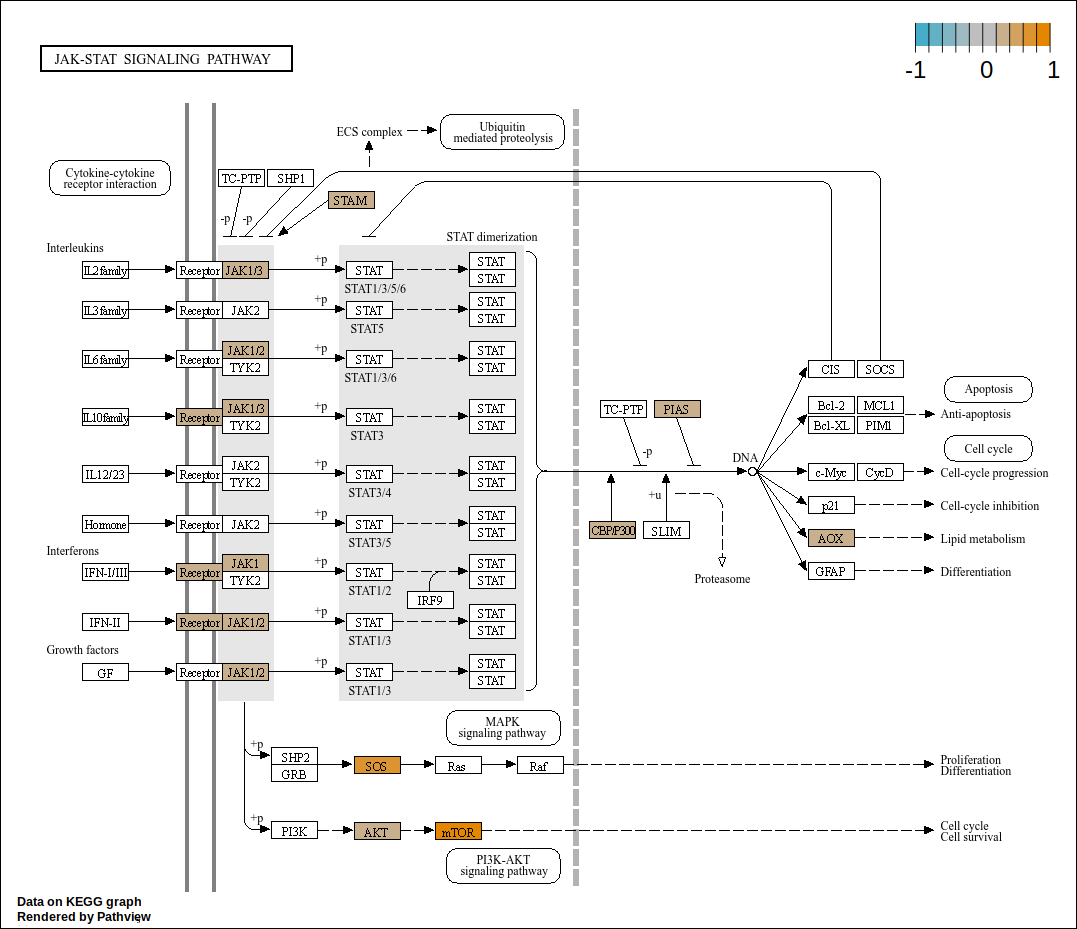 JAK-STAT SIGNALING PATHWAY
-1 0 1
ECS complex
Ubiquitin
mediated proteolysis
Cytokine-cytokine
receptor interaction
TC-PTP SHP1
STAM
-p -p
Interleukins
STAT dimerization
IL2family Receptor JAK1/3 +p STAT STAT
STAT
STAT1/3/5/6
IL3family Receptor JAK2 +p STAT STAT
STAT
STAT5
IL6family Receptor JAK1/2 +p STAT STAT
TYK2 STAT
STAT1/3/6
IL10family Receptor JAK1/3 +p STAT STAT
TYK2 STAT
STAT3
IL12/23 Receptor JAK2 +p STAT STAT
TYK2 STAT
STAT3/4
Hormone Receptor JAK2 +p STAT STAT
STAT
STAT3/5
Interferons
IFN-I/III Receptor JAK1 +p STAT STAT
TYK2 STAT
STAT1/2
IRF9
IFN-II Receptor JAK1/2 +p STAT STAT
STAT
STAT1/3
Growth factors
GF Receptor JAK1/2 +p STAT STAT
STAT
STAT1/3
TC-PTP PIAS
-p
DNA
+u
CBP/P300 SLIM
Proteasome
CIS SOCS
Bcl-2 MCL1
Bcl-XL PIM1
Apoptosis
Anti-apoptosis
Cell cycle
c-Myc CycD Cell-cycle progression
p21 Cell-cycle inhibition
AOX Lipid metabolism
GFAP Differentiation
MAPK
signaling pathway
+p
SHP2
GRB
SOS Ras Raf
Proliferation
Differentiation
+p
PI3K AKT mTOR
Cell cycle
Cell survival
PI3K-AKT
signaling pathway
Data on KEGG graph
Rendered by Pathview